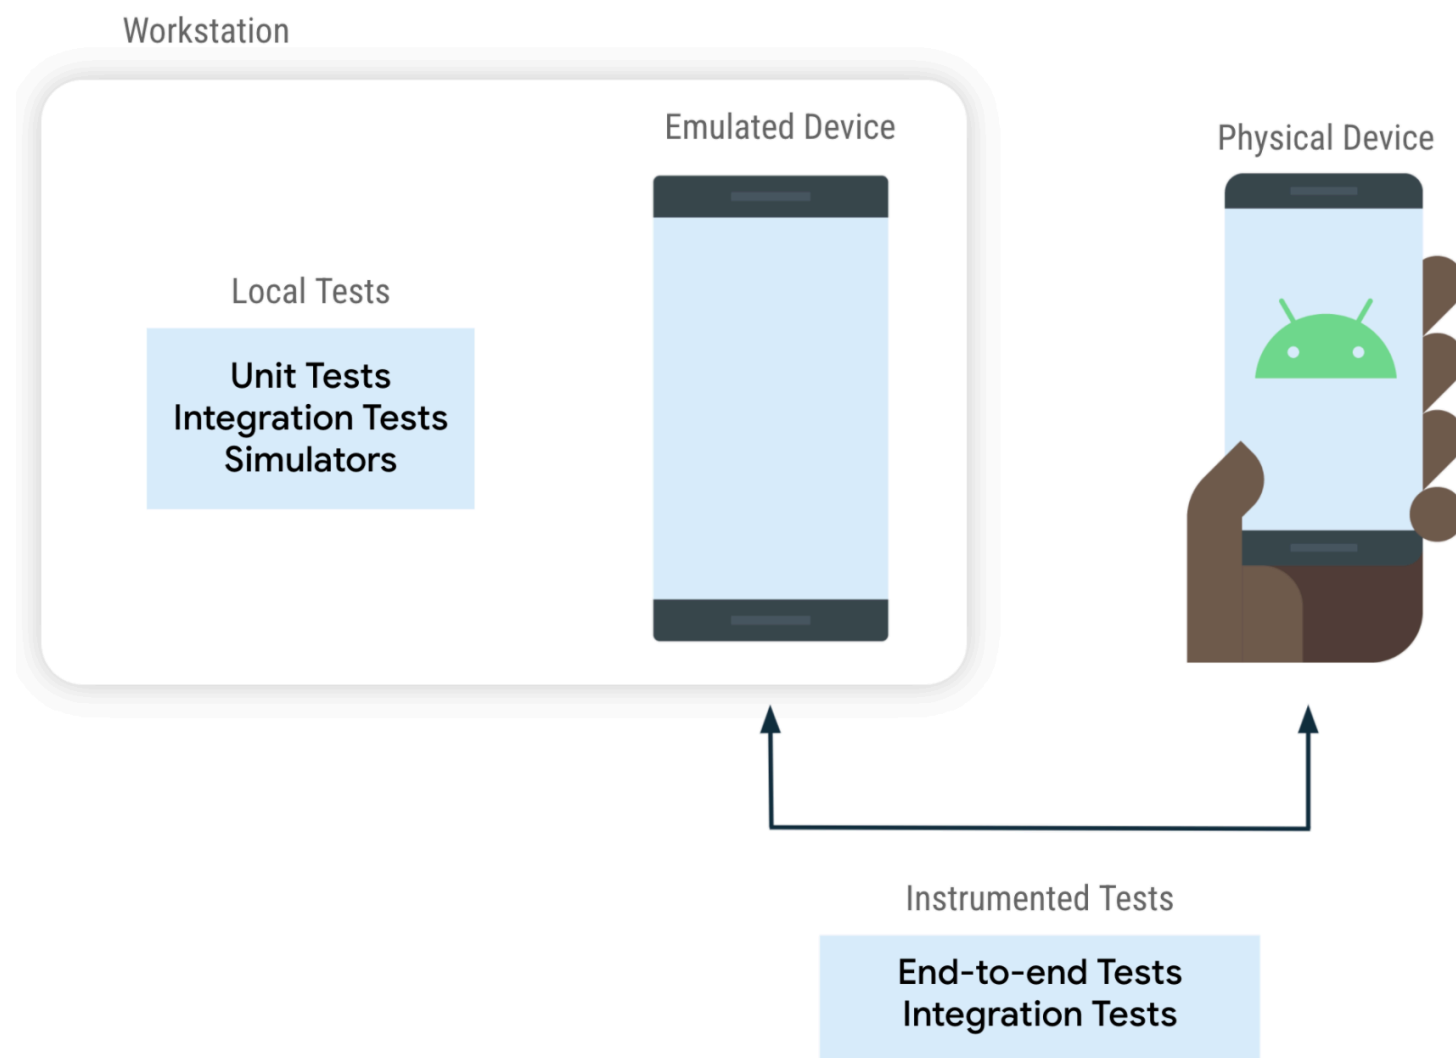 Workstation
Emulated Device
Physical Device
Local Tests
Unit Tests
Integration Tests
Simulators
Instrumented Tests
End-to-end Tests
Integration Tests